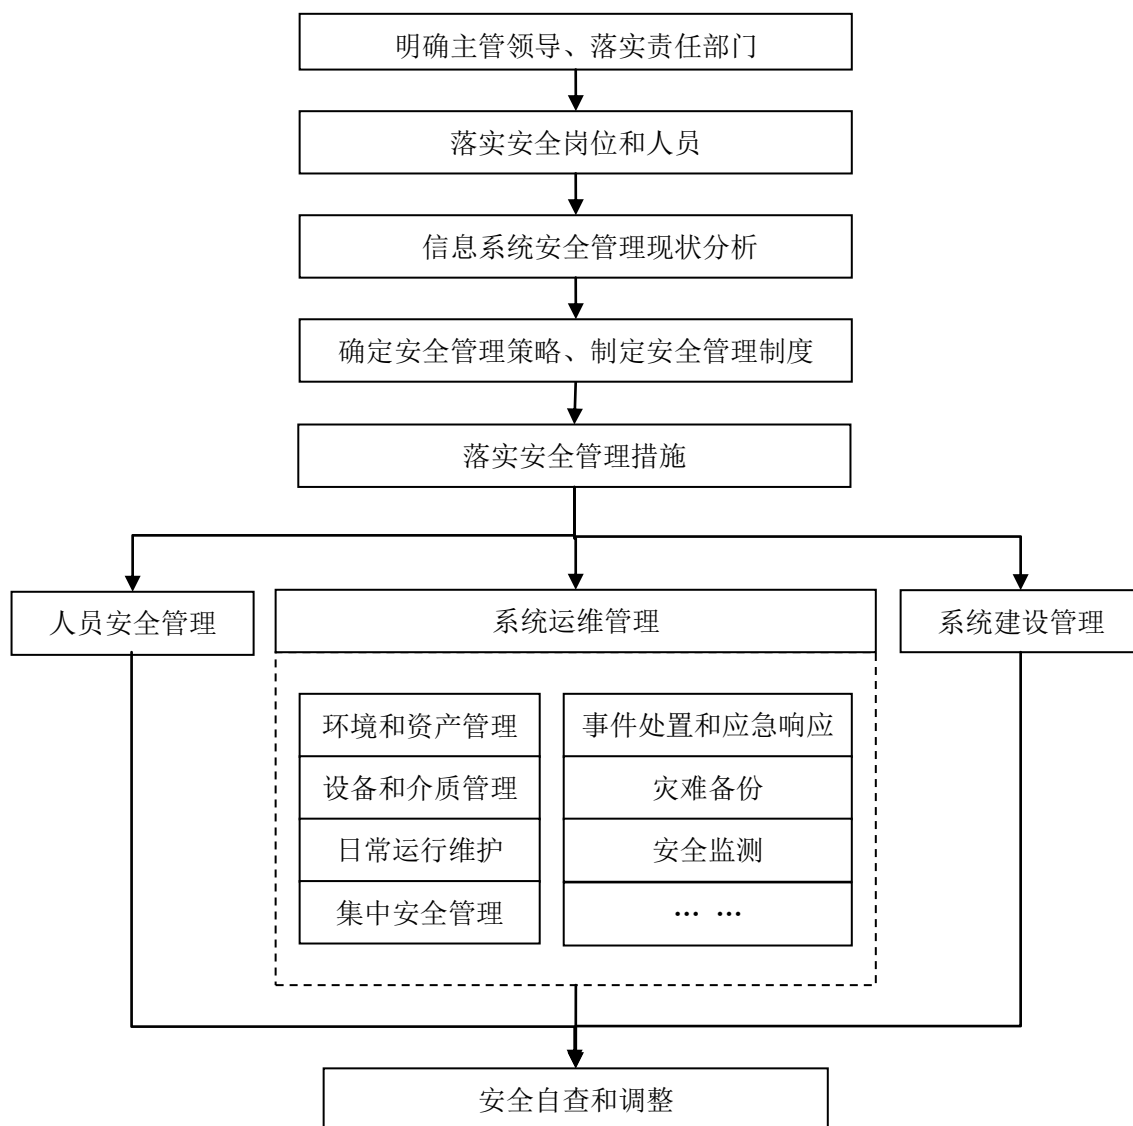 明确主管领导、落实责任部门
落实安全岗位和人员
信息系统安全管理现状分析
确定安全管理策略、制定安全管理制度
落实安全管理措施
人员安全管理
系统运维管理
系统建设管理
环境和资产管理
设备和介质管理
日常运行维护
集中安全管理
事件处置和应急响应
灾难备份
安全监测
… …
安全自查和调整